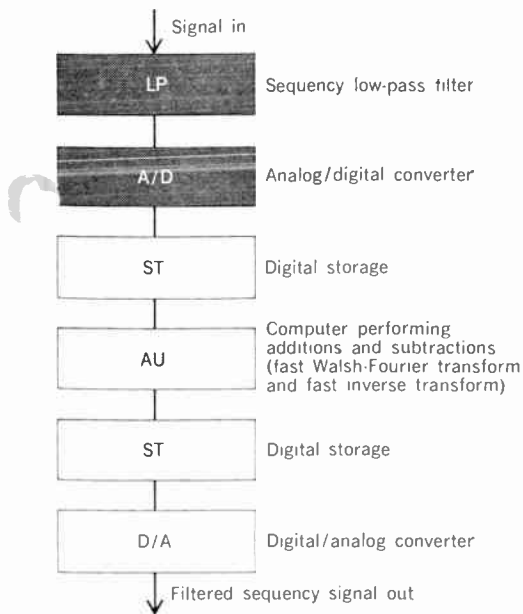 Signal in
LP
Sequency low-pass filter
A/D
Analog/digital converter
ST
Digital storage
AU
Computer performing
additions and subtractions
(fast Walsh-Fourier transform
and fast inverse transform)
ST
Digital storage
D/A
Digital/analog converter
Filtered sequency signal out